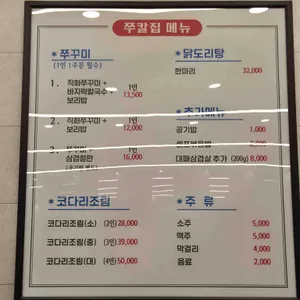 쭈칼집 메뉴
*쭈꾸미
(1인 1주문 필수)
1. 직화쭈꾸미+ 1인
바지락칼국수+ 13,500
보리밥
2. 직화쭈꾸미+ 1인
보리밥 12,000
3. 쭈꾸미+ 1인
삼겹철판 16,000
*코다리조림
코다리조림(소) (2인)28,000
코다리조림(중) (3인)39,000
코다리조림(대) (4인)50,000
*닭도리탕
한마리 32,000
*추가메뉴
공기밥 1,000
대패삼겹살 추가 (200g) 8,000
*주 류
소주 5,000
맥주 5,000
막걸리 4,000
음료 2,000